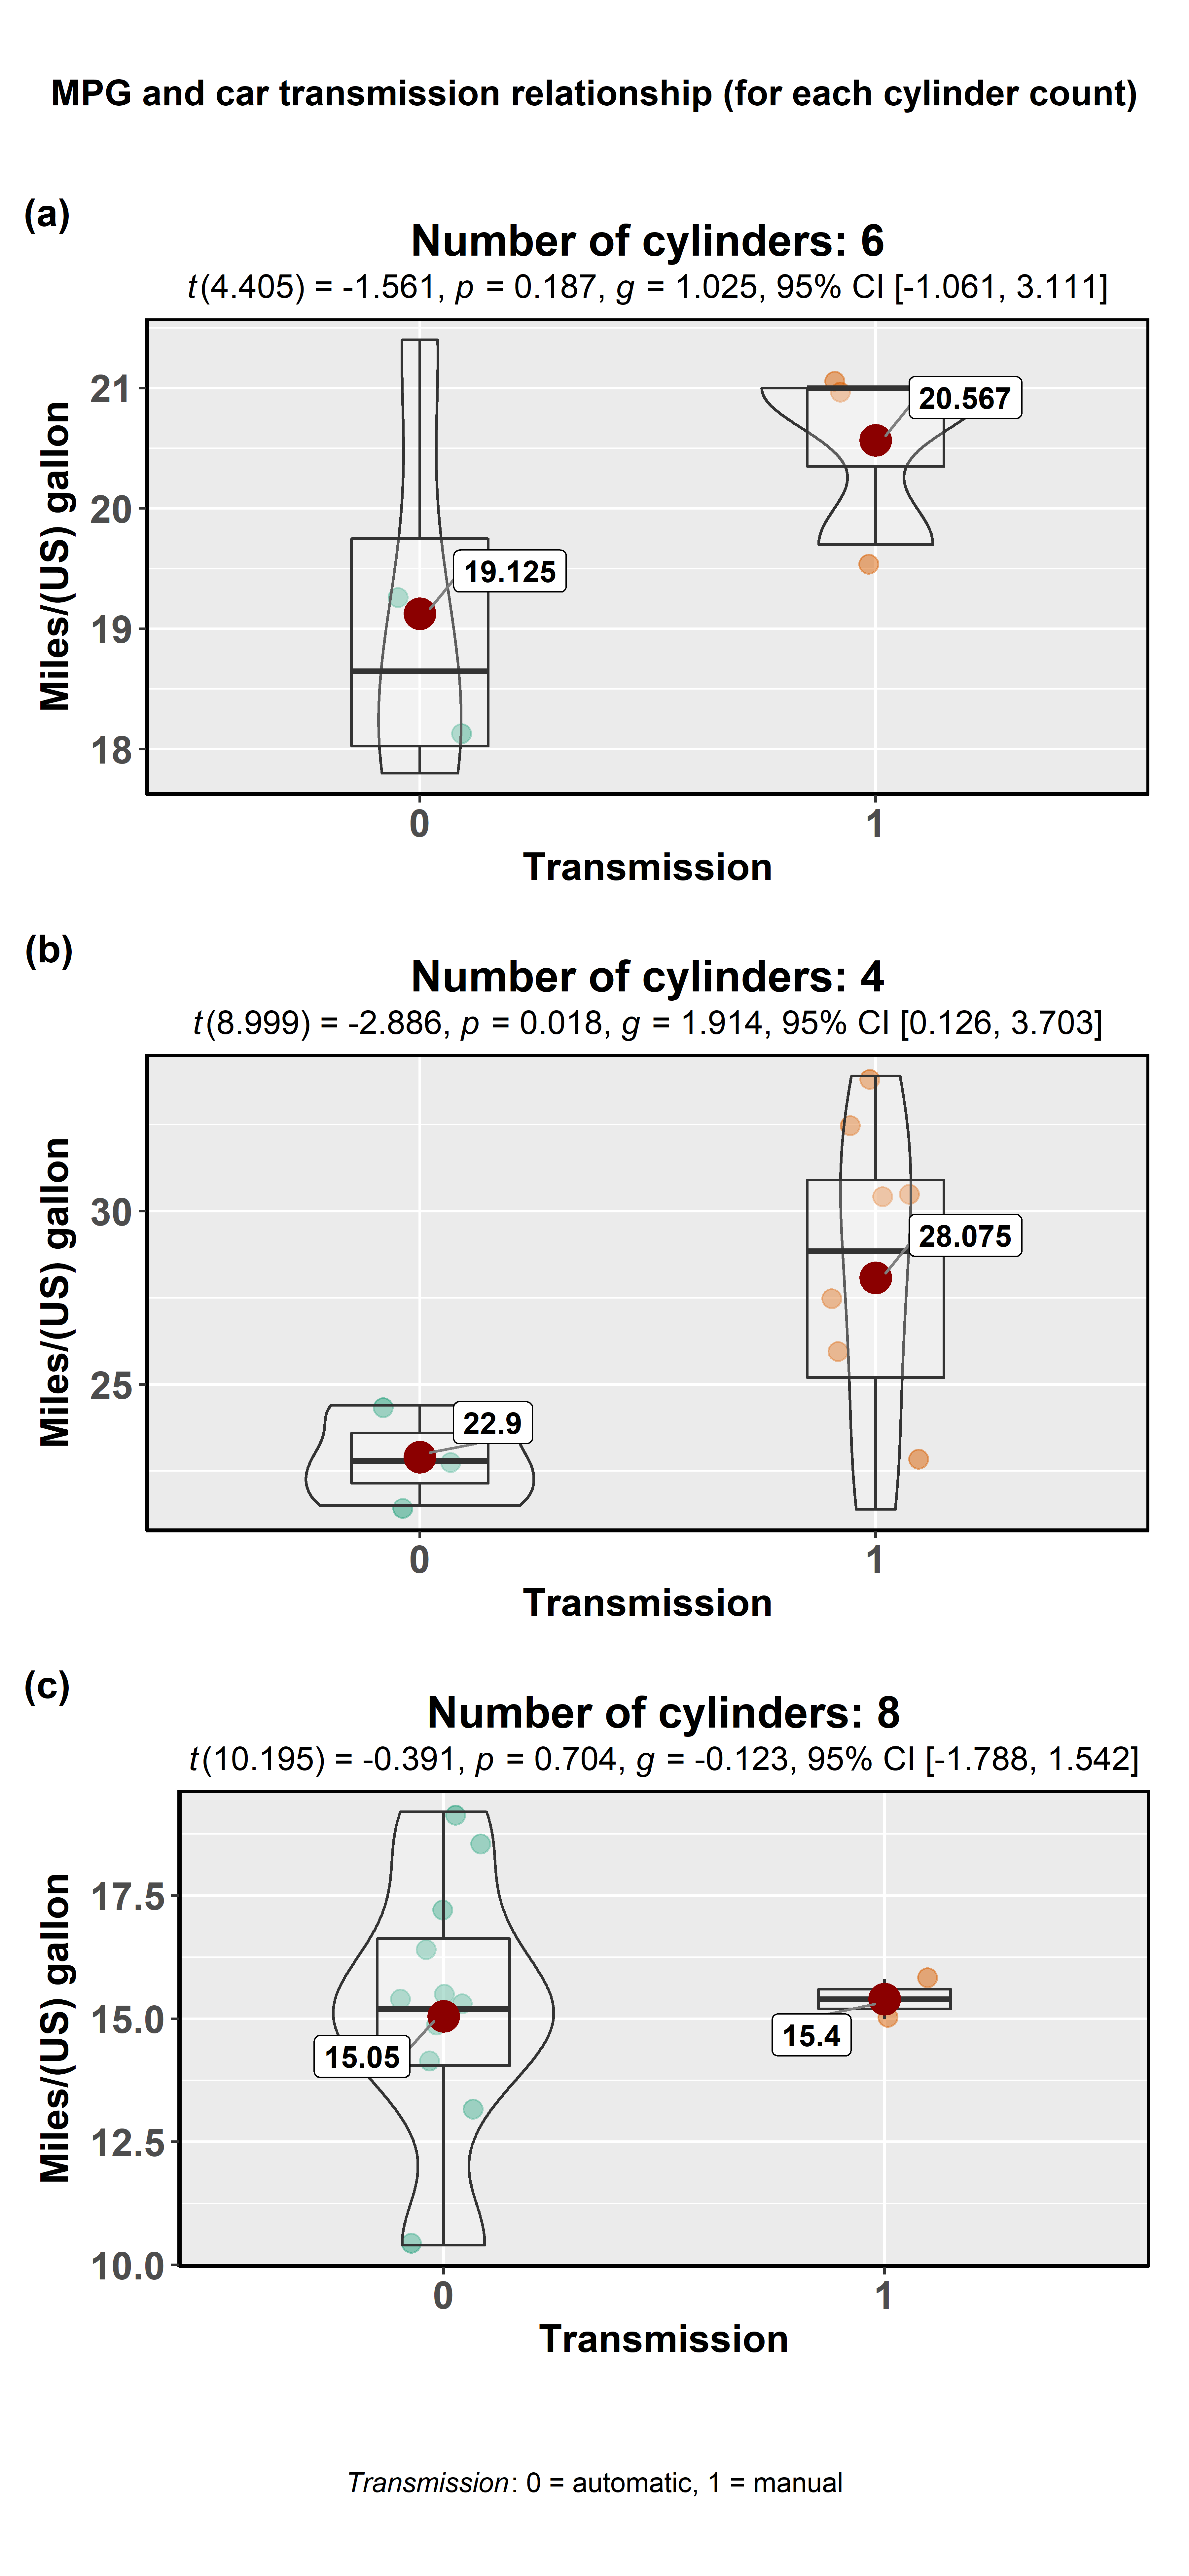 MPG and car transmission relationship (for each cylinder count)
(a)
Number of cylinders: 6
t(4.405) = -1.561, p = 0.187, g = 1.025, 95% CI [-1.061, 3.111]
Miles/(US) gallon
21
20
19
18
20.567
19.125
0
1
Transmission
(b)
Number of cylinders: 4
t(8.999) = -2.886, p = 0.018, g = 1.914, 95% CI [0.126, 3.703]
Miles/(US) gallon
30
25
28.075
22.9
0
1
Transmission
(c)
Number of cylinders: 8
t(10.195) = -0.391, p = 0.704, g = -0.123, 95% CI [-1.788, 1.542]
Miles/(US) gallon
17.5
15.0
12.5
10.0
15.05
15.4
0
1
Transmission
Transmission: 0 = automatic, 1 = manual